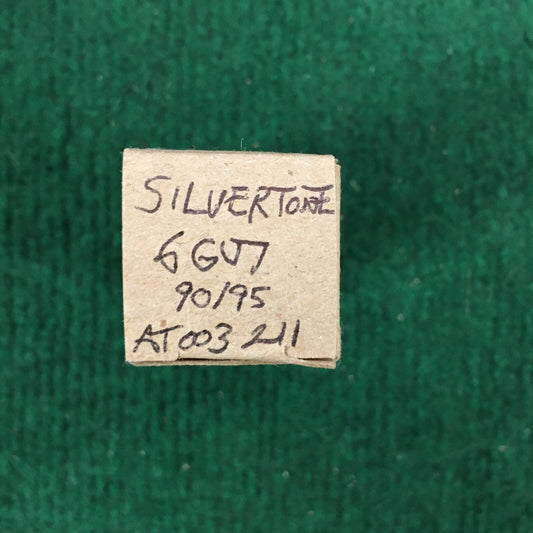 SILVERTONE
6GU7
90/95
AT003 211